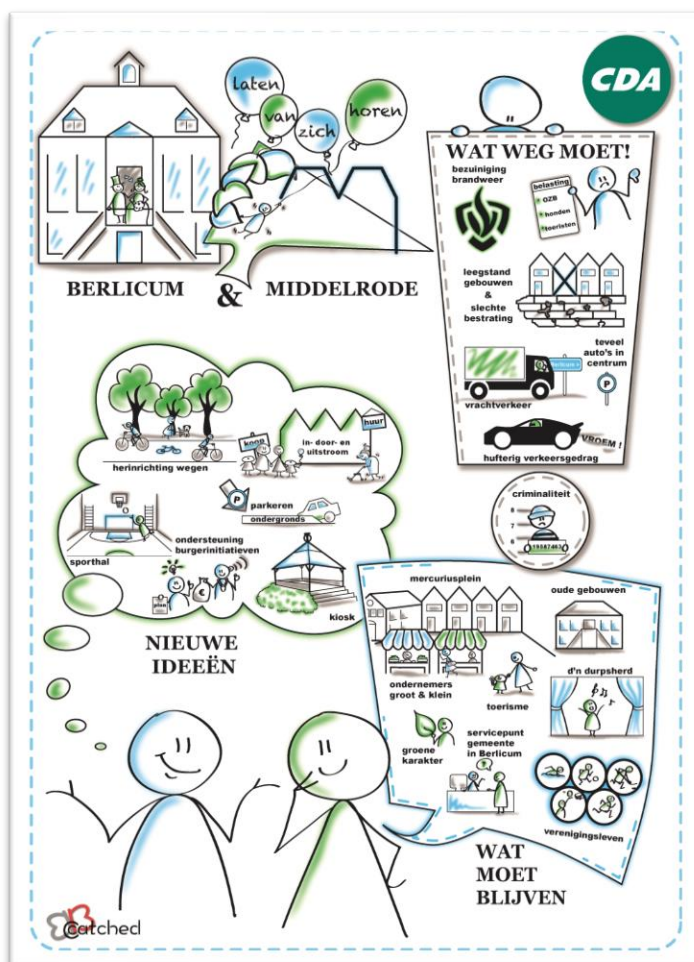 laten
van
zich
horen
CDA
BERLICUM & MIDDELRODE
WAT WEG MOET!
bezuiniging
brandweer
belasting
OZB
honden
toeristen
leegstand
gebouwen
&
slechte
bestrating
teveel
auto's in
centrum
Berlicum
P
vrachtverkeer
VROEM !
hufterig verkeersgedrag
criminaliteit
8
7
6
19587463
herinrichting wegen
koop
in- door- en
uitstroom
huur
P
parkeren
ondergronds
sporthal
ondersteuning
burgerinitiatieven
plan
€
kiosk
NIEUWE
IDEEËN
mercuriusplein
oude gebouwen
ondernemers
groot & klein
toerisme
d'n durpsherd
groene
karakter
servicepunt
gemeente
in Berlicum
?
verenigingsleven
WAT
MOET
BLIJVEN
catched